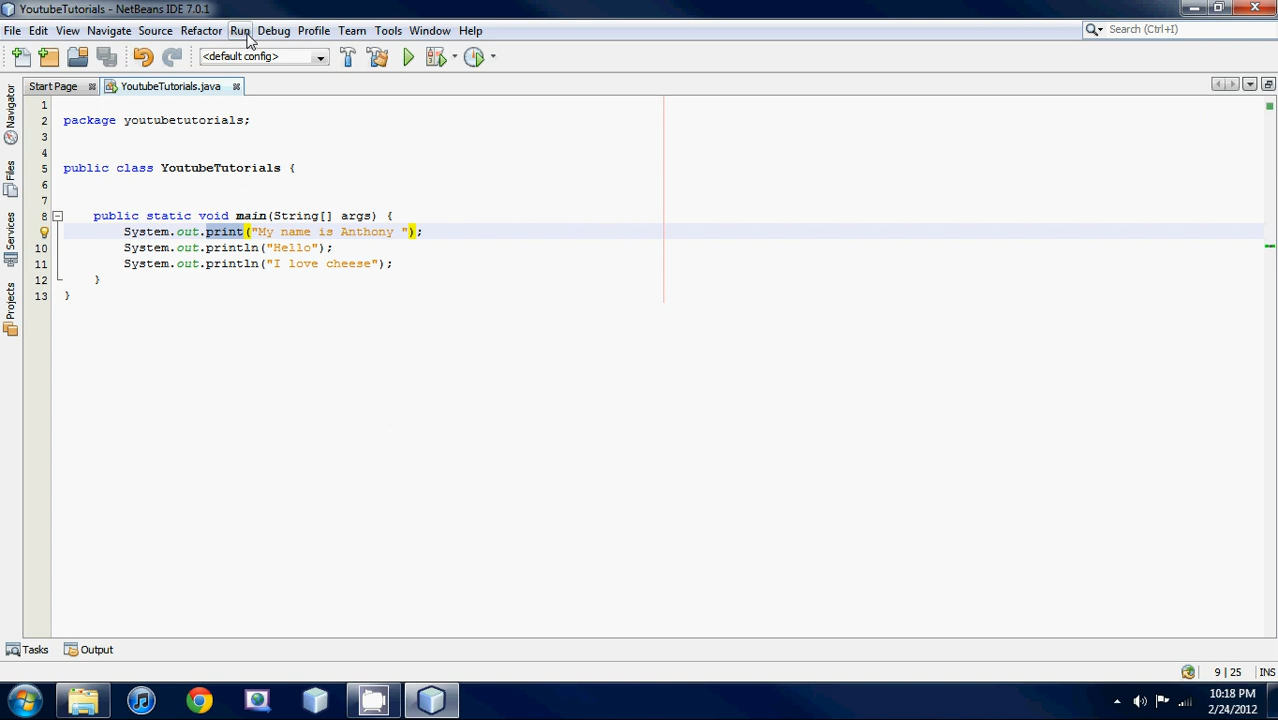 YoutubeTutorials - NetBeans IDE 7.0.1
File Edit View Navigate Source Refactor Run Debug Profile Team Tools Window Help
Search (Ctrl+I)
<default config>
Start Page YoutubeTutorials.java
Navigator
Files
Services
Projects
1
2 package youtubetutorials;
3
4
5 public class YoutubeTutorials {
6
7
8 public static void main(String[] args) {
System.out.print("My name is Anthony ");
10 System.out.println("Hello");
11 System.out.println("I love cheese");
12 }
13 }
Tasks Output
9 | 25 INS
10:18 PM
2/24/2012